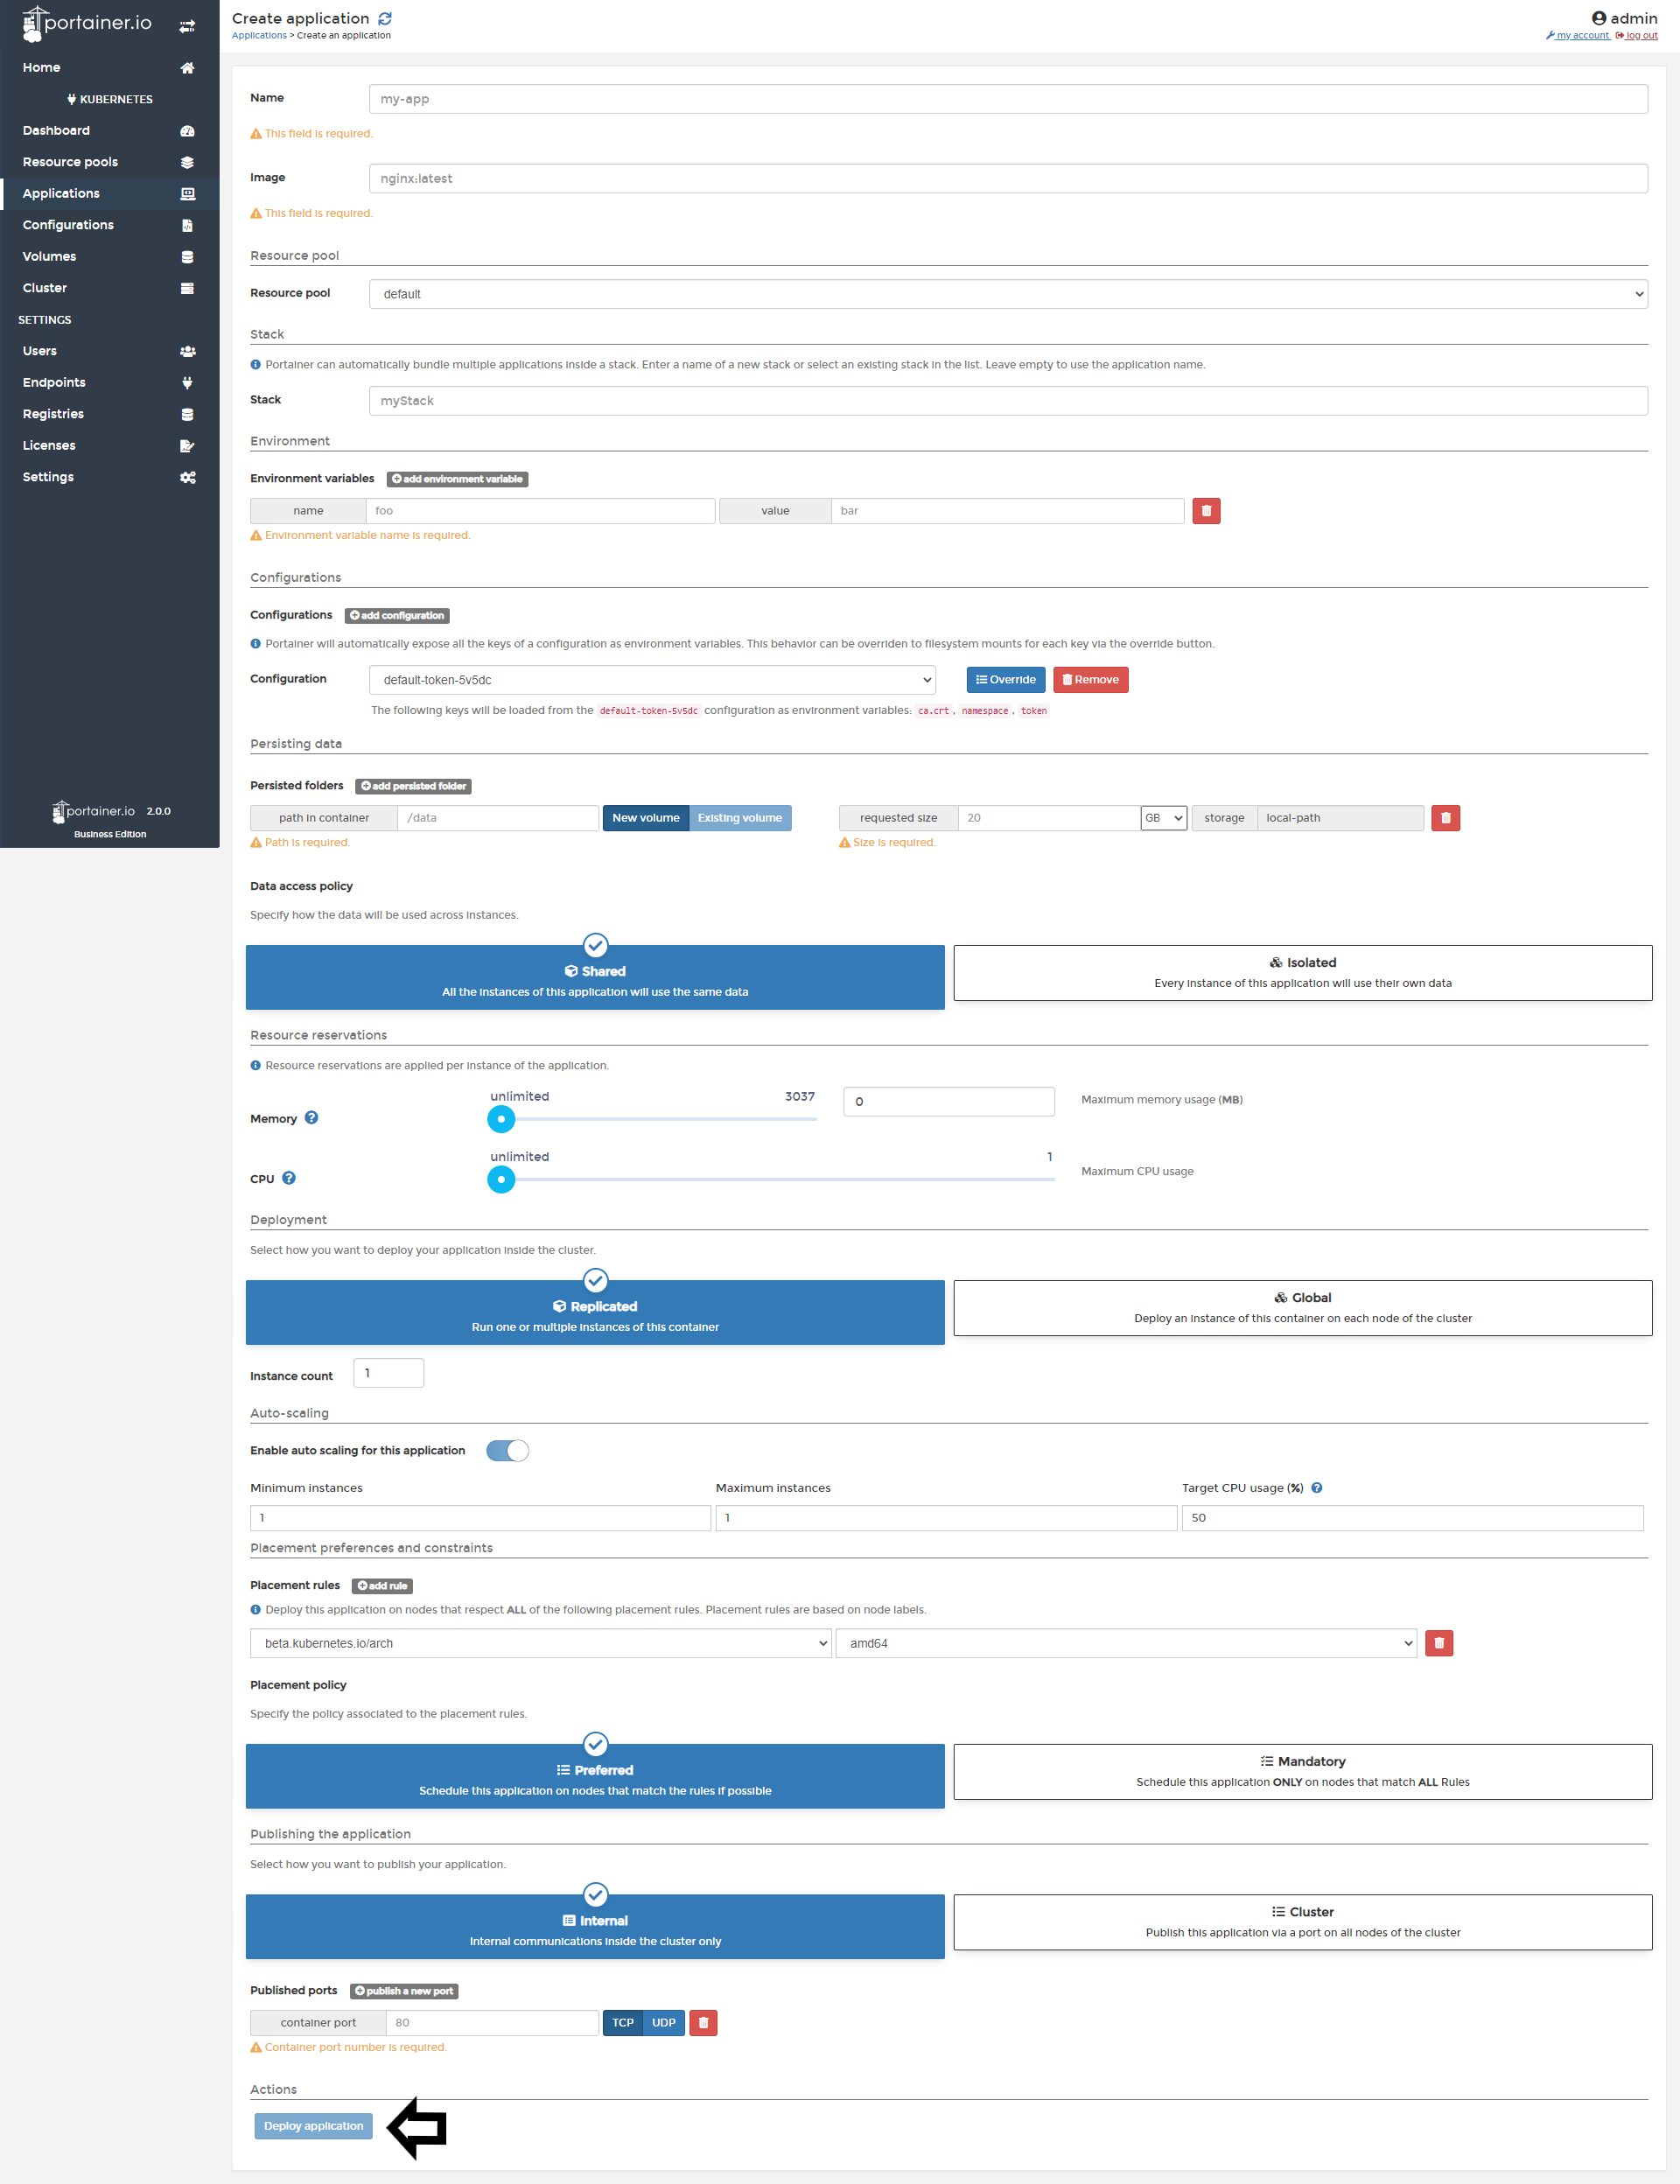 portainer.io
Home
KUBERNETES
Dashboard
Resource pools
Applications
Configurations
Volumes
Cluster
SETTINGS
Users
Endpoints
Registries
Licenses
Settings
portainer.io 2.0.0
Business Edition
Create application
Applications > Create an application
admin
my account log out
Name my-app
This field is required.
Image nginx:latest
This field is required.
Resource pool
Resource pool default
Stack
Portainer can automatically bundle multiple applications inside a stack. Enter a name of a new stack or select an existing stack in the list. Leave empty to use the application name.
Stack myStack
Environment
Environment variables add environment variable
name foo value bar
Environment variable name is required.
Configurations
Configurations add configuration
Portainer will automatically expose all the keys of a configuration as environment variables. This behavior can be overriden to filesystem mounts for each key via the override button.
Configuration default-token-5v5dc Override Remove
The following keys will be loaded from the default-token-5v5dc configuration as environment variables: ca.crt, namespace, token
Persisting data
Persisted folders add persisted folder
path in container /data New volume Existing volume requested size 20 GB storage local-path
Path is required. Size is required.
Data access policy
Specify how the data will be used across instances.
Shared
All the instances of this application will use the same data
Isolated
Every instance of this application will use their own data
Resource reservations
Resource reservations are applied per instance of the application.
unlimited 3037
Memory 0 Maximum memory usage (MB)
unlimited 1
CPU Maximum CPU usage
Deployment
Select how you want to deploy your application inside the cluster.
Replicated
Run one or multiple instances of this container
Global
Deploy an instance of this container on each node of the cluster
Instance count 1
Auto-scaling
Enable auto scaling for this application
Minimum instances Maximum instances Target CPU usage (%)
1 1 50
Placement preferences and constraints
Placement rules add rule
Deploy this application on nodes that respect ALL of the following placement rules. Placement rules are based on node labels.
beta.kubernetes.io/arch amd64
Placement policy
Specify the policy associated to the placement rules.
Preferred
Schedule this application on nodes that match the rules if possible
Mandatory
Schedule this application ONLY on nodes that match ALL Rules
Publishing the application
Select how you want to publish your application.
Internal
Internal communications inside the cluster only
Cluster
Publish this application via a port on all nodes of the cluster
Published ports publish a new port
container port 80 TCP UDP
Container port number is required.
Actions
Deploy application